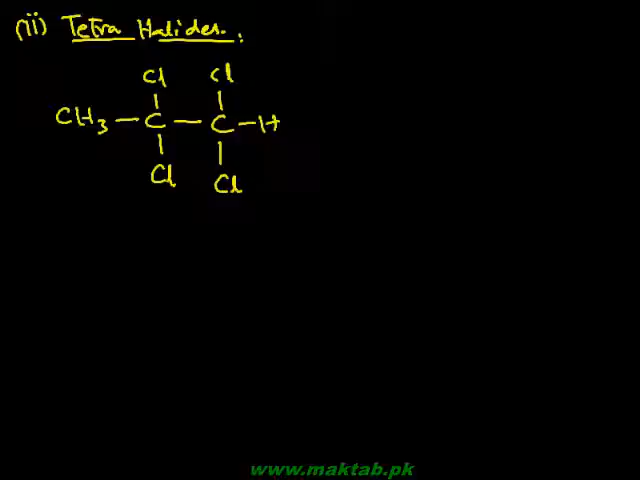 (ii) Tetra Halides:
Cl Cl
CH3 — C — C — H
Cl Cl
www.maktab.pk